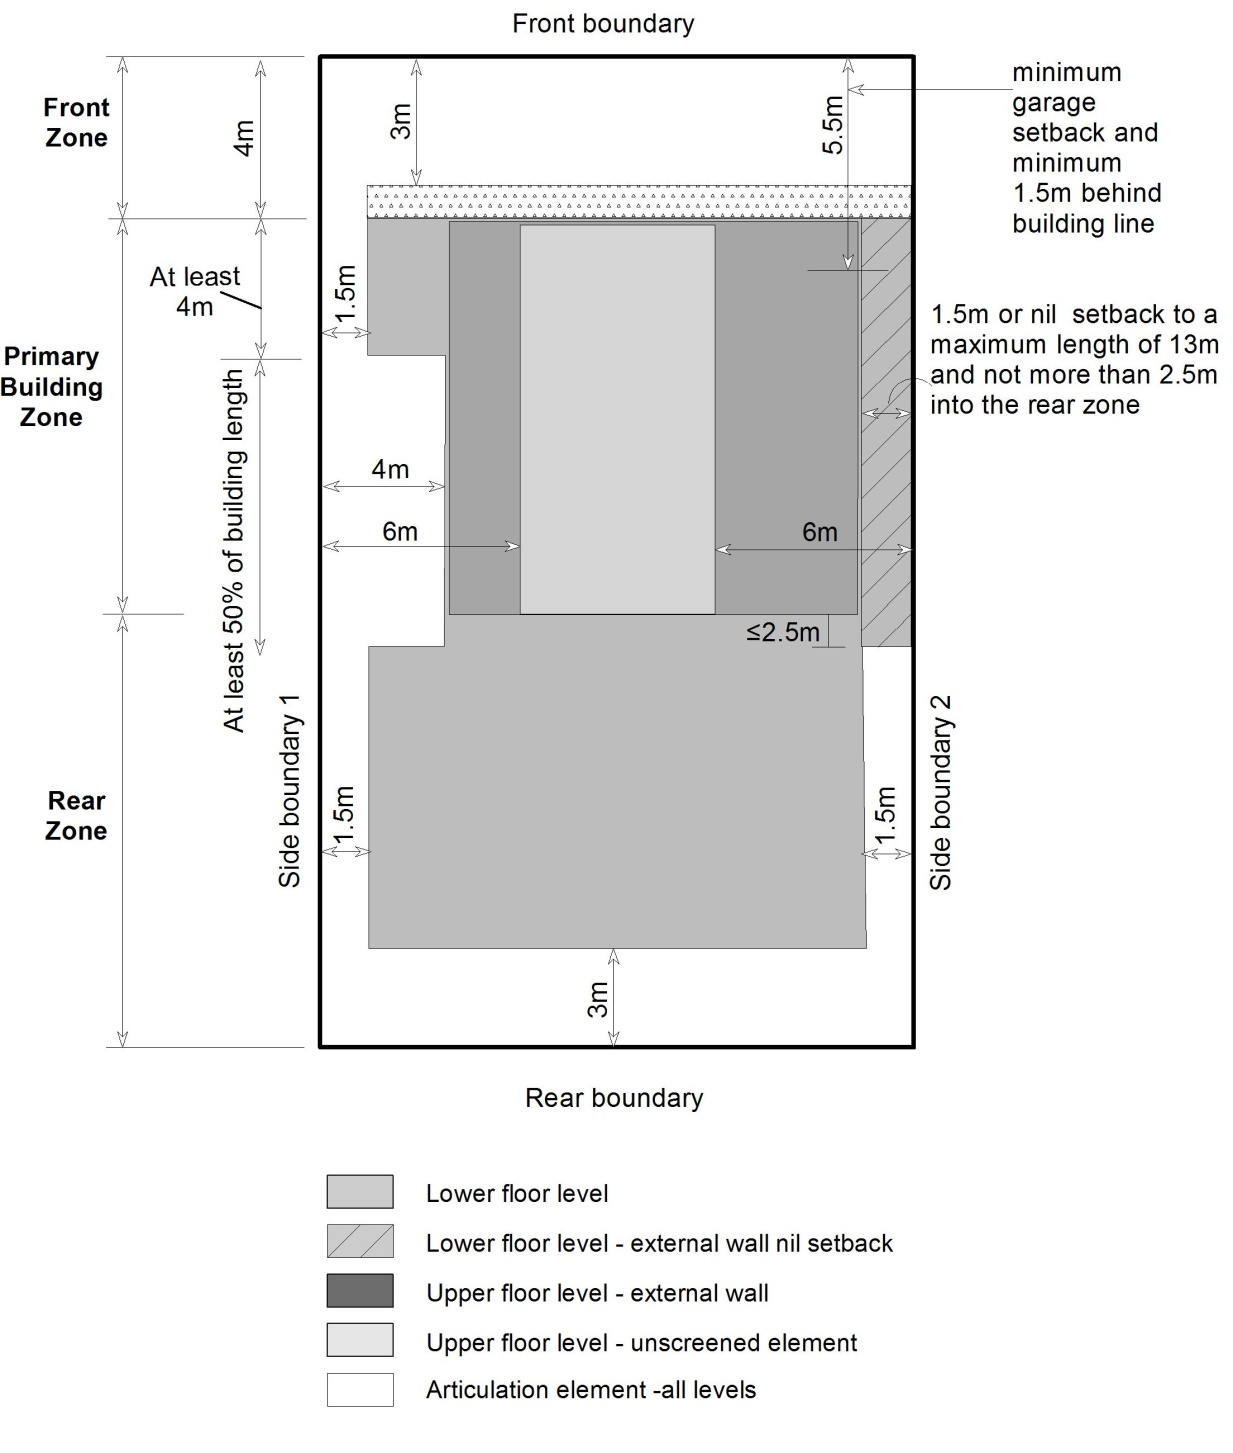 Front boundary
Front
Zone
4m
3m
5.5m
minimum
garage
setback and
minimum
1.5m behind
building line
At least
4m
1.5m
Primary
Building
Zone
At least 50% of building length
1.5m or nil setback to a
maximum length of 13m
and not more than 2.5m
into the rear zone
4m
6m
6m
≤2.5m
Rear
Zone
Side boundary 1
1.5m
1.5m
Side boundary 2
3m
Rear boundary
Lower floor level
Lower floor level - external wall nil setback
Upper floor level - external wall
Upper floor level - unscreened element
Articulation element -all levels